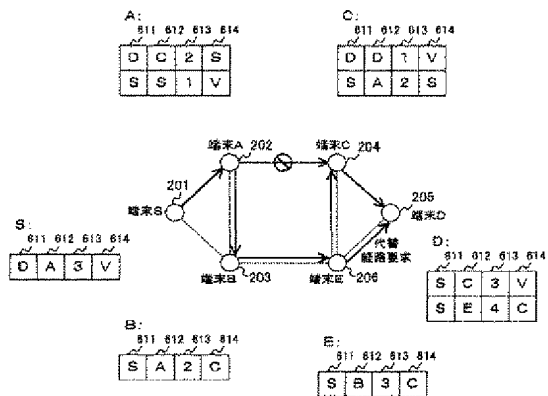 A:
611 612 613 614
D C 2 S
S S 1 V
C:
611 612 613 614
D D 1 V
S A 2 S
端末A 202
端末C 204
201
端末S
205
端末D
203
端末B
206
端末E
代替
経路要求
S:
611 612 613 614
D A 3 V
D:
611 612 613 614
S C 3 V
S E 4 C
B:
611 612 613 614
S A 2 C
E:
611 612 613 614
S B 3 C